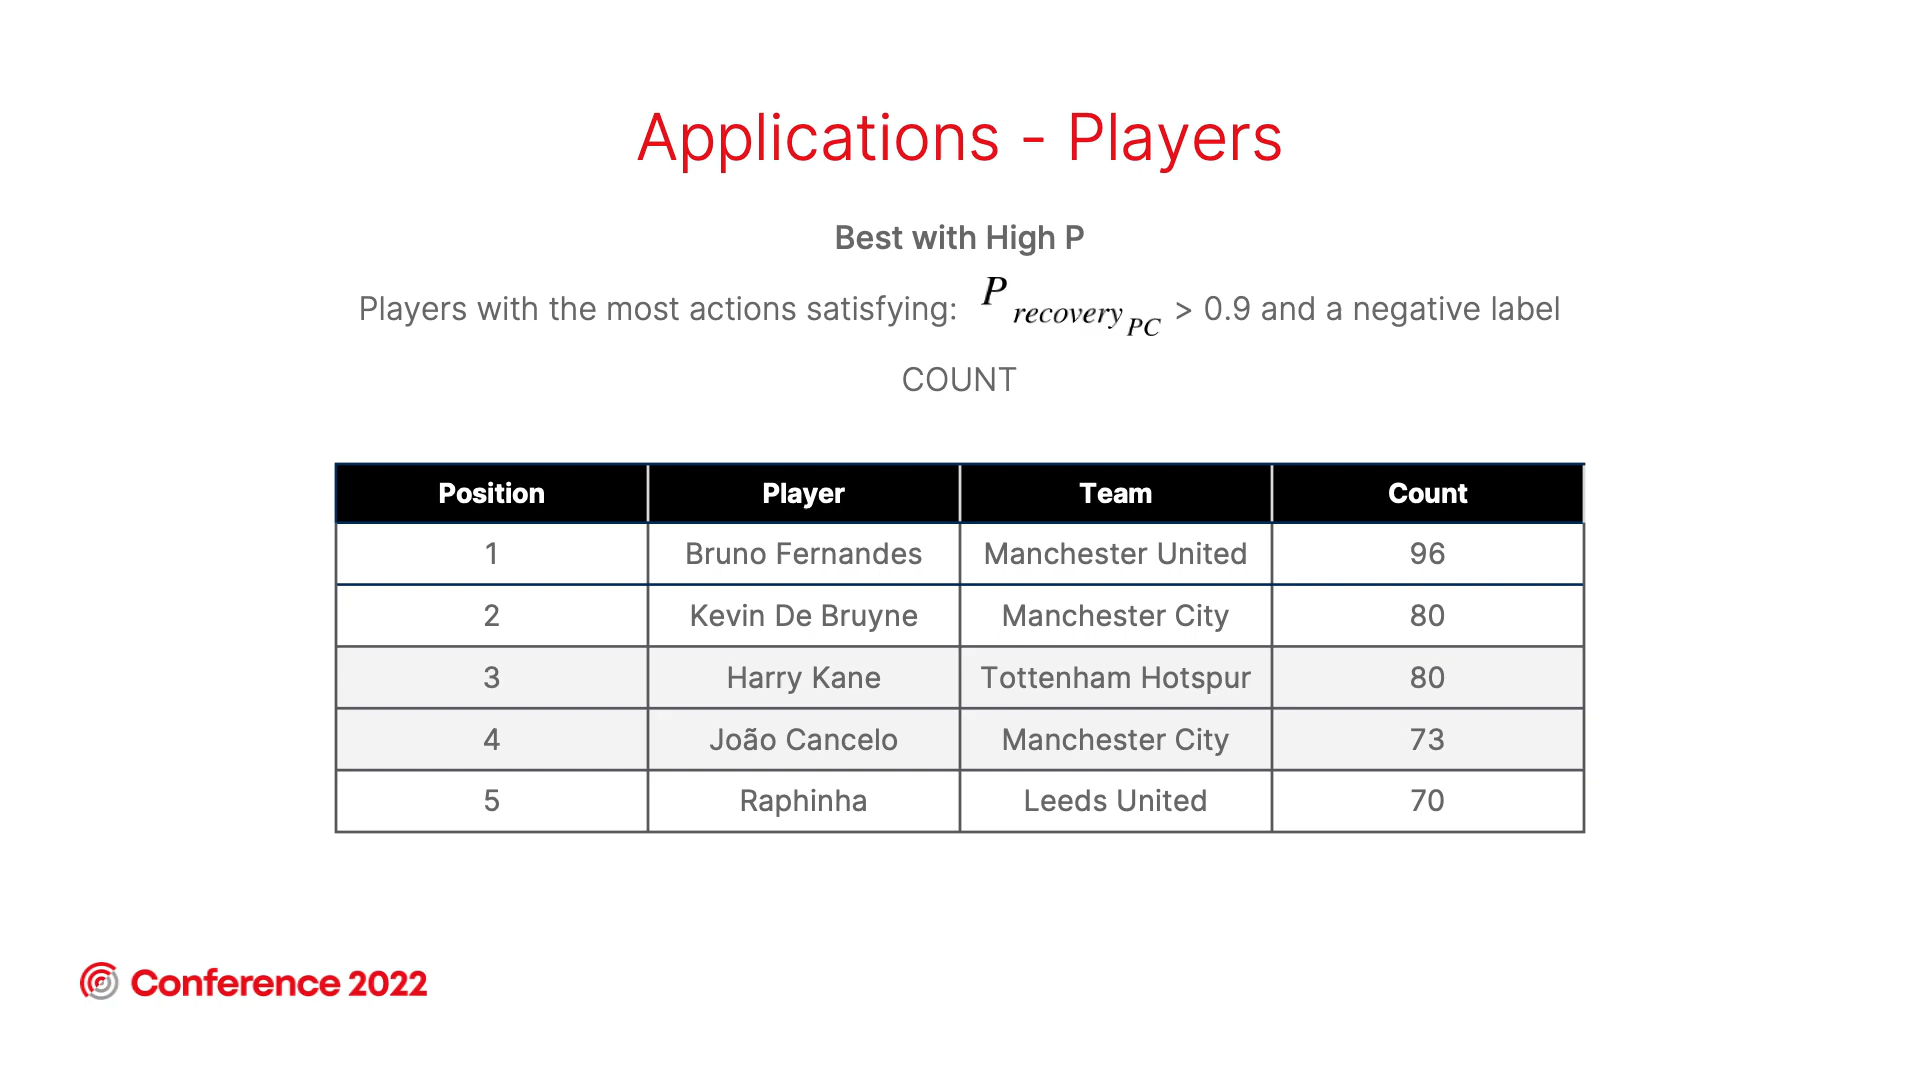 Applications - Players
Best with High P
Players with the most actions satisfying: P recovery PC > 0.9 and a negative label
COUNT
Position Player Team Count
1 Bruno Fernandes Manchester United 96
2 Kevin De Bruyne Manchester City 80
3 Harry Kane Tottenham Hotspur 80
4 João Cancelo Manchester City 73
5 Raphinha Leeds United 70
Conference 2022